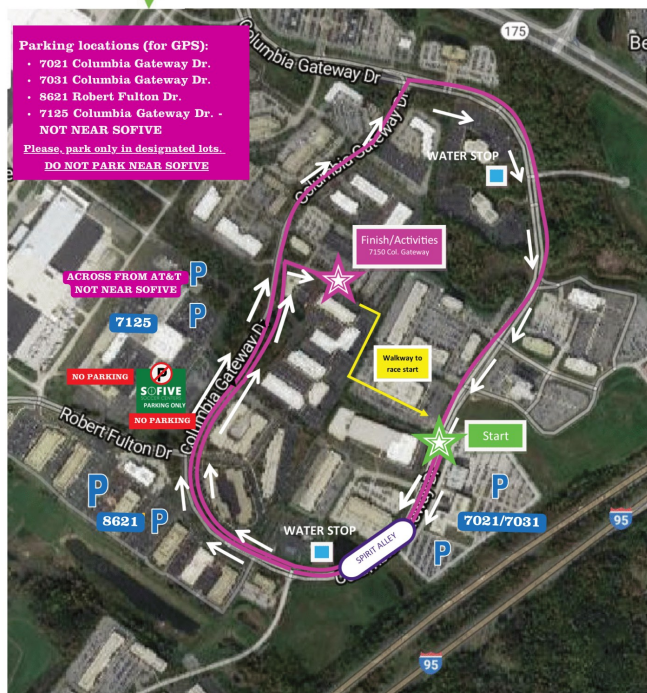 Parking locations (for GPS):
• 7021 Columbia Gateway Dr.
• 7031 Columbia Gateway Dr.
• 8621 Robert Fulton Dr.
• 7125 Columbia Gateway Dr. -
NOT NEAR SOFIVE
Please, park only in designated lots.
DO NOT PARK NEAR SOFIVE
Columbia Gateway Dr
175
Be
Columbia Gateway Dr
WATER STOP
Finish/Activities
7150 Col. Gateway
ACROSS FROM AT&T
NOT NEAR SOFIVE
P
P
7125
Columbia Gateway D
Walkway to
race start
NO PARKING
P
SOFIVE
PARKING ONLY
NO PARKING
Robert Fulton Dr
Start
P
8621
P
P
7021/7031
P
95
WATER STOP
SPIRIT ALLEY
95